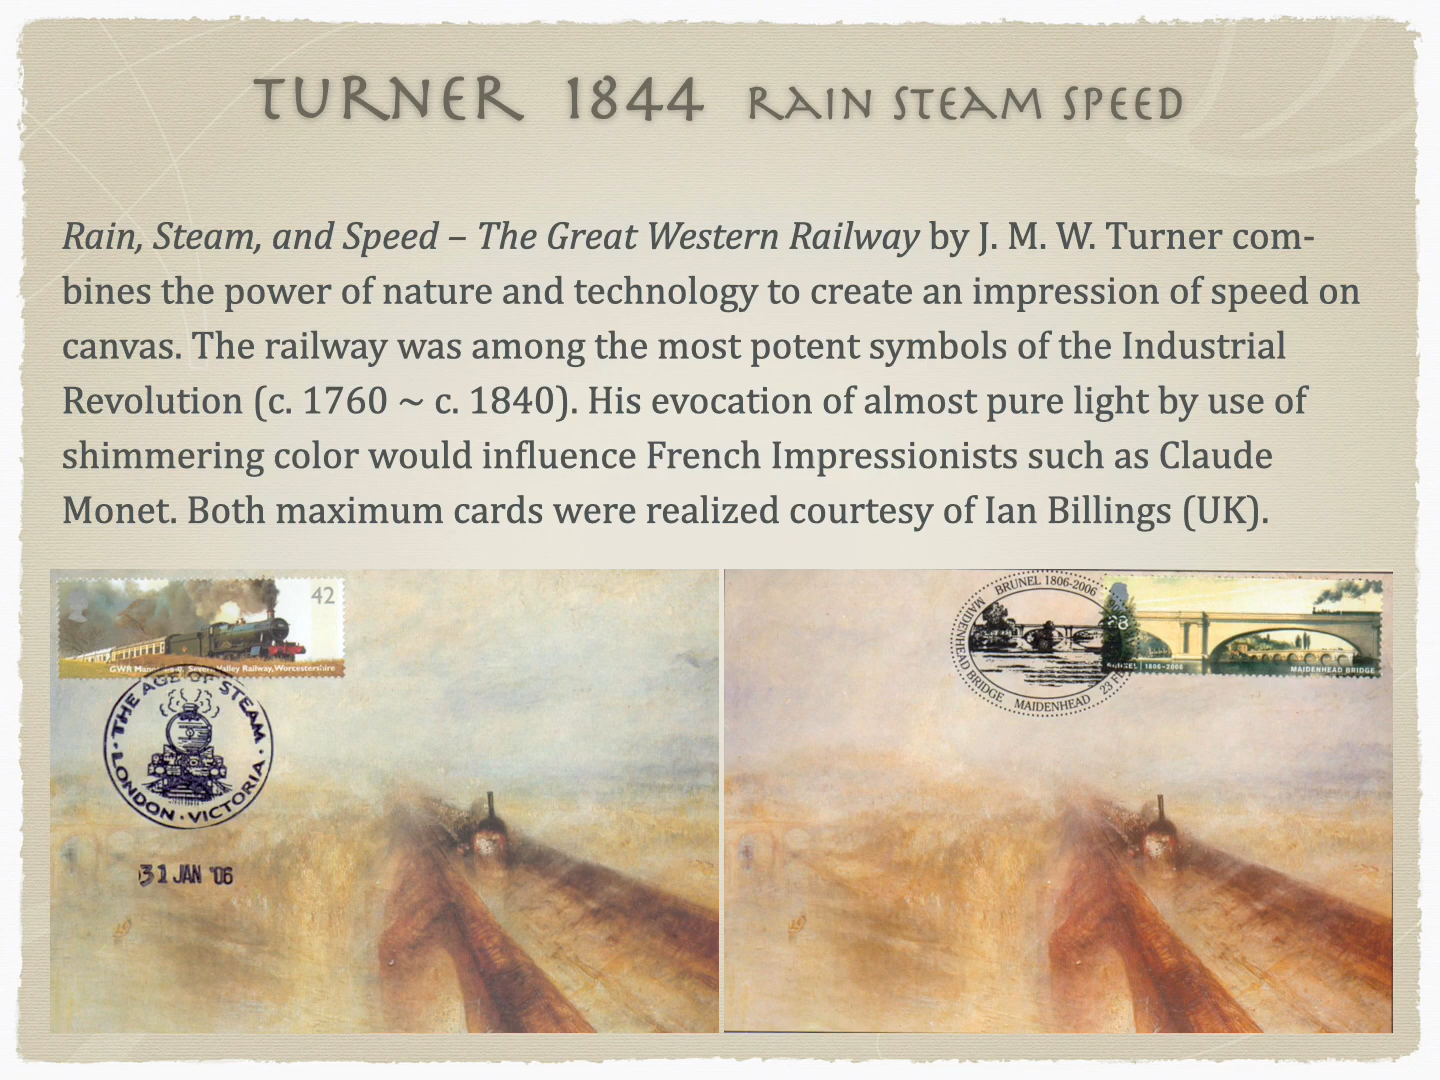 TURNER 1844 RAIN STEAM SPEED
Rain, Steam, and Speed – The Great Western Railway by J. M. W. Turner com-
bines the power of nature and technology to create an impression of speed on
canvas. The railway was among the most potent symbols of the Industrial
Revolution (c. 1760 ~ c. 1840). His evocation of almost pure light by use of
shimmering color would influence French Impressionists such as Claude
Monet. Both maximum cards were realized courtesy of Ian Billings (UK).
42
Valley Railway, Worcestershire
GWR
THE AGE OF STEAM
· LONDON · VICTORIA ·
31 JAN '06
BRUNEL 1806-2006
MAIDENHEAD BRIDGE
MAIDENHEAD 23
BRUNEL 1806-2006
MAIDENHEAD BRIDGE